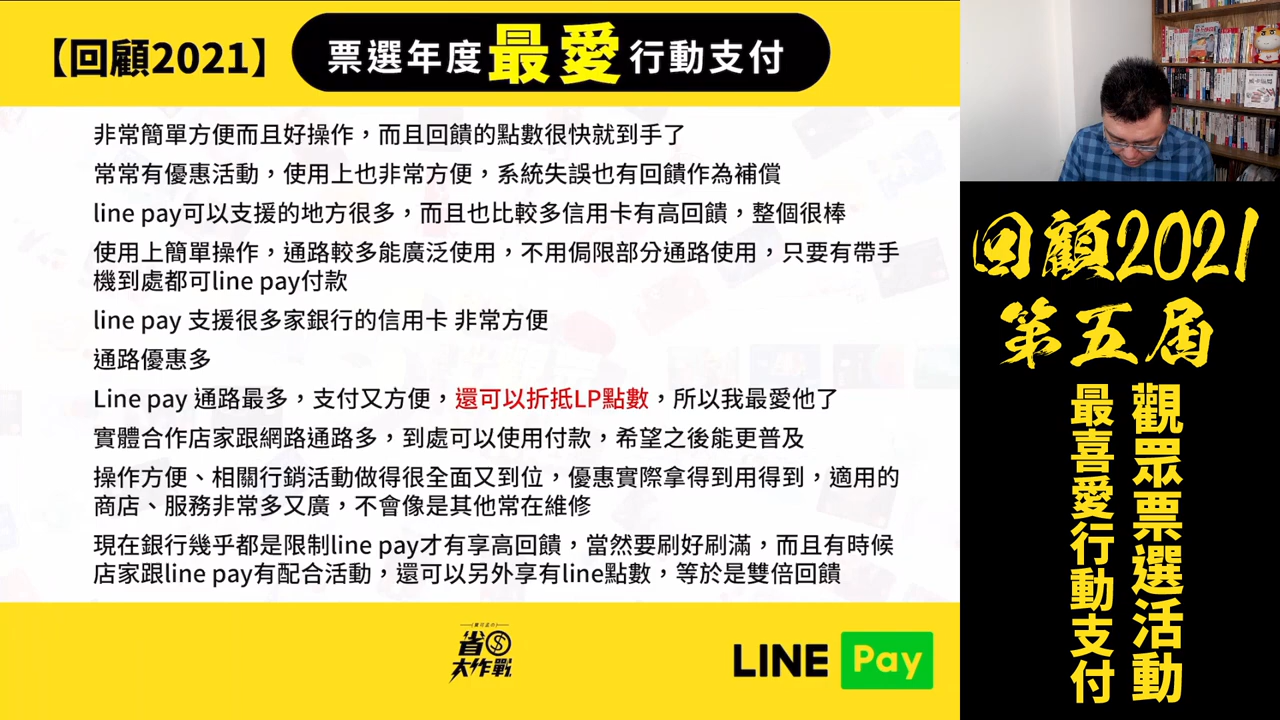 【回顧2021】
票選年度最愛行動支付
非常簡單方便而且好操作，而且回饋的點數很快就到手了
常常有優惠活動，使用上也非常方便，系統失誤也有回饋作為補償
line pay可以支援的地方很多，而且也比較多信用卡有高回饋，整個很棒
使用上簡單操作，通路較多能廣泛使用，不用侷限部分通路使用，只要有帶手
機到處都可line pay付款
line pay 支援很多家銀行的信用卡 非常方便
通路優惠多
Line pay 通路最多，支付又方便，還可以折抵LP點數，所以我最愛他了
實體合作店家跟網路通路多，到處可以使用付款，希望之後能更普及
操作方便、相關行銷活動做得很全面又到位，優惠實際拿得到用得到，適用的
商店、服務非常多又廣，不會像是其他常在維修
現在銀行幾乎都是限制line pay才有享高回饋，當然要刷好刷滿，而且有時候
店家跟line pay有配合活動，還可以另外享有line點數，等於是雙倍回饋
省
大作戰
LINE Pay
回顧2021
第五屆
觀眾票選活動
最喜愛行動支付